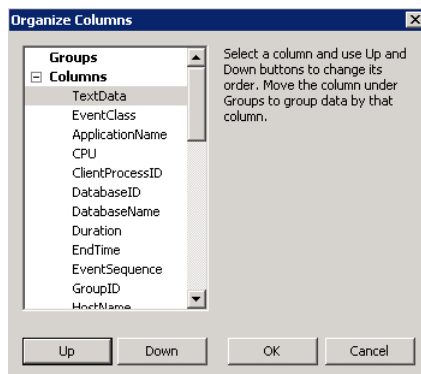 Organize Columns
Groups
Columns
TextData
EventClass
ApplicationName
CPU
ClientProcessID
DatabaseID
DatabaseName
Duration
EndTime
EventSequence
GroupID
HostName
Select a column and use Up and
Down buttons to change its
order. Move the column under
Groups to group data by that
column.
Up
Down
OK
Cancel